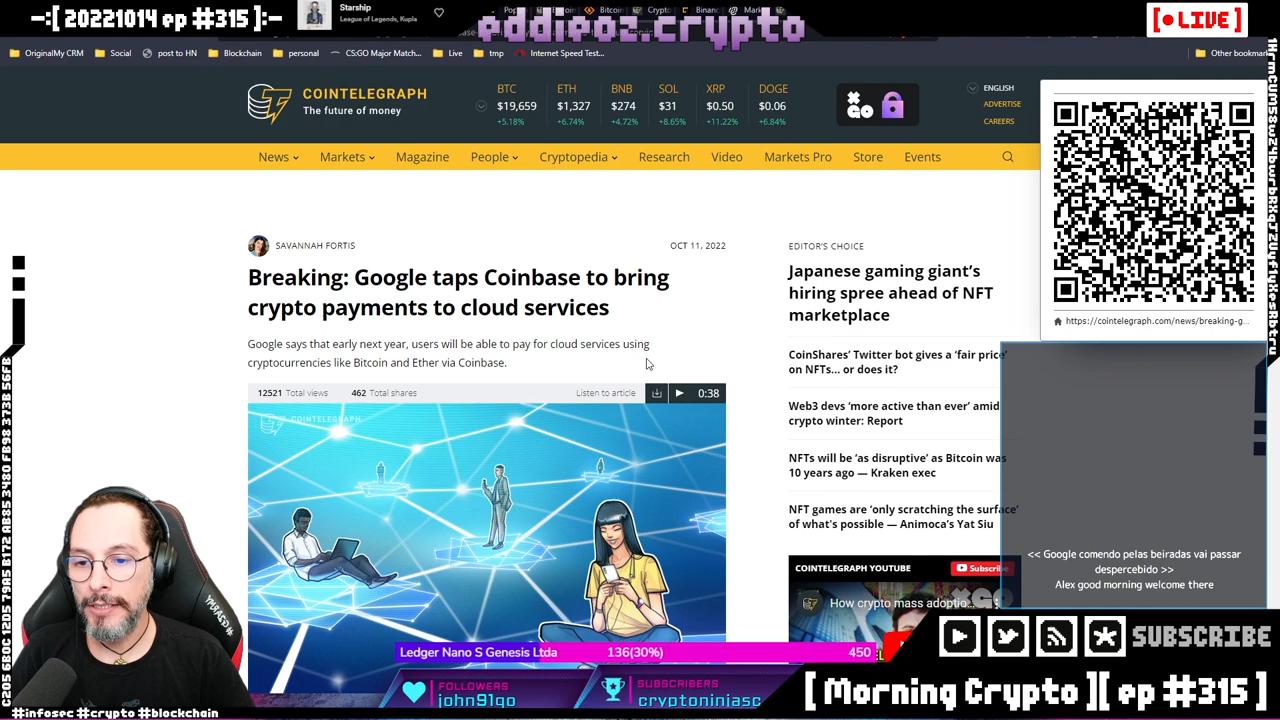 -:[ 20221014 ep #315]:-
Starship
League of Legends, Kupla
eddieoz.crypto
[ • LIVE ]
OriginalMy CRM
Social
post to HN
Blockchain
personal
CS:GO Major Match...
Live
tmp
Internet Speed Test...
Other bookmar
COINTELEGRAPH
The future of money
BTC ETH BNB SOL XRP DOGE
$19,659 $1,327 $274 $31 $0.50 $0.06
+5.18% +6.74% +4.72% +8.65% +11.22% +6.84%
ENGLISH
ADVERTISE
CAREERS
News Markets Magazine People Cryptopedia Research Video Markets Pro Store Events
SAVANNAH FORTIS
OCT 11, 2022
Breaking: Google taps Coinbase to bring
crypto payments to cloud services
Google says that early next year, users will be able to pay for cloud services using
cryptocurrencies like Bitcoin and Ether via Coinbase.
12521 Total views 462 Total shares
Listen to article
0:38
COINTELEGRAPH
EDITOR'S CHOICE
Japanese gaming giant's
hiring spree ahead of NFT
marketplace
CoinShares' Twitter bot gives a 'fair price'
on NFTs... or does it?
Web3 devs 'more active than ever' amid
crypto winter: Report
NFTs will be 'as disruptive' as Bitcoin was
10 years ago — Kraken exec
NFT games are 'only scratching the surface'
of what's possible — Animoca's Yat Siu
COINTELEGRAPH YOUTUBE
Subscribe
How crypto mass adoptio...
https://cointelegraph.com/news/breaking-g...
<< Google comendo pelas beiradas vai passar
despercebido >>
Alex good morning welcome there
SUBSCRIBE
Ledger Nano S Genesis Ltda 136(30%) 450
FOLLOWERS
john91go
SUBSCRIBERS
cryptoninjasc
[ Morning Crypto ][ ep #315 ]
#infosec #crypto #blockchain